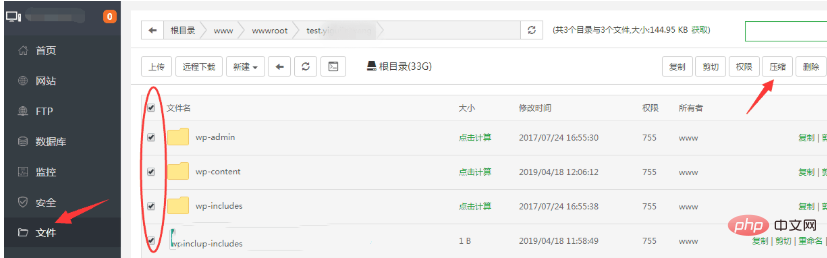 0
首页
网站
FTP
数据库
监控
安全
文件
根目录 www wwwroot test.
(共3个目录与3个文件,大小:144.95 KB 获取)
上传 远程下载 新建 根目录(33G) 复制 剪切 权限 压缩 删除
文件名 大小 修改时间 权限 所有者
wp-admin 点击计算 2017/07/24 16:55:30 755 www 复制 |
wp-content 点击计算 2019/04/18 12:06:12 755 www 复制 |
wp-includes 点击计算 2017/07/24 16:55:38 755 www 复制 |
wp-inclup-includes 1 B 2019/04/18 11:58:49 755 www 复制 | 剪切 | 重命名 |
php 中文网